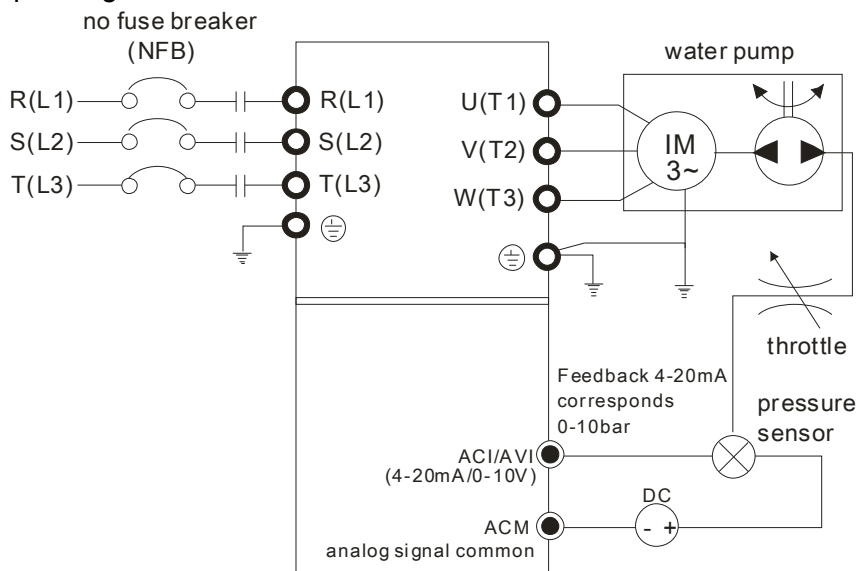 no fuse breaker
(NFB)
R(L1)
S(L2)
T(L3)
R(L1)
S(L2)
T(L3)
U(T1)
V(T2)
W(T3)
water pump
IM
3~
throttle
Feedback 4-20mA
corresponds
0-10bar
pressure
sensor
ACI/AVI
(4-20mA/0-10V)
DC
- +
ACM
analog signal common